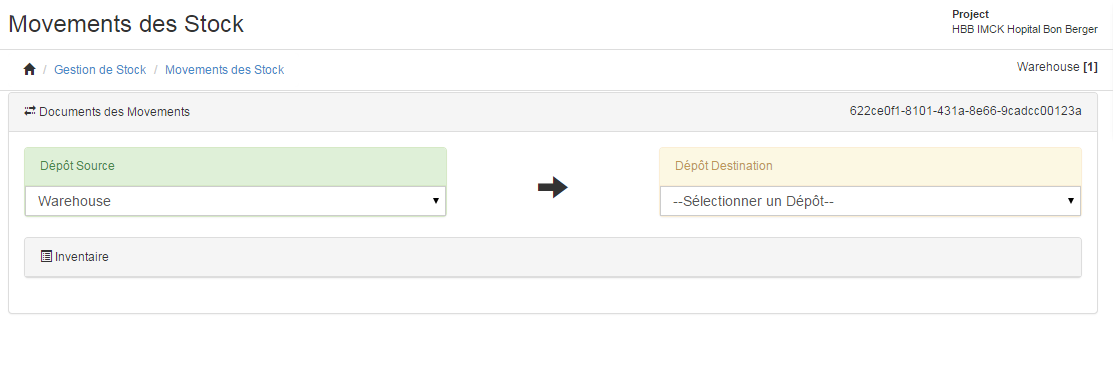 Movements des Stock
Project
HBB IMCK Hopital Bon Berger
/ Gestion de Stock / Movements des Stock
Warehouse [1]
Documents des Movements
622ce0f1-8101-431a-8e66-9cadcc00123a
Dépôt Source
Warehouse
Dépôt Destination
--Sélectionner un Dépôt--
Inventaire